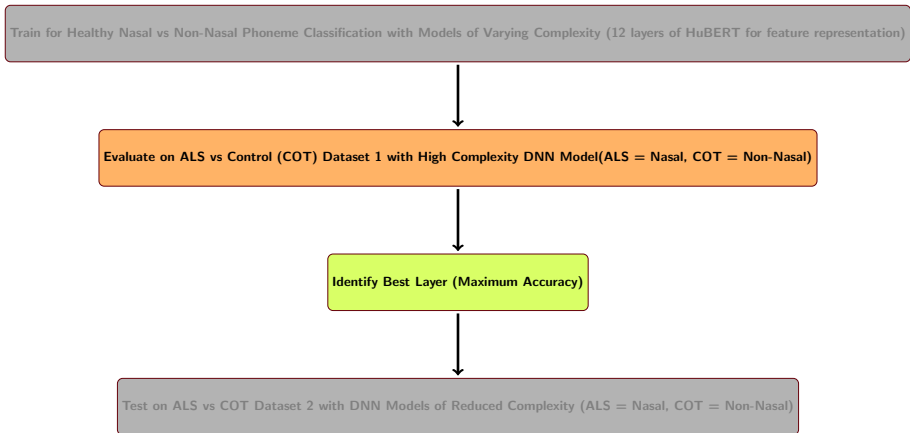 Train for Healthy Nasal vs Non-Nasal Phoneme Classification with Models of Varying Complexity (12 layers of HuBERT for feature representation)
Evaluate on ALS vs Control (COT) Dataset 1 with High Complexity DNN Model(ALS = Nasal, COT = Non-Nasal)
Identify Best Layer (Maximum Accuracy)
Test on ALS vs COT Dataset 2 with DNN Models of Reduced Complexity (ALS = Nasal, COT = Non-Nasal)